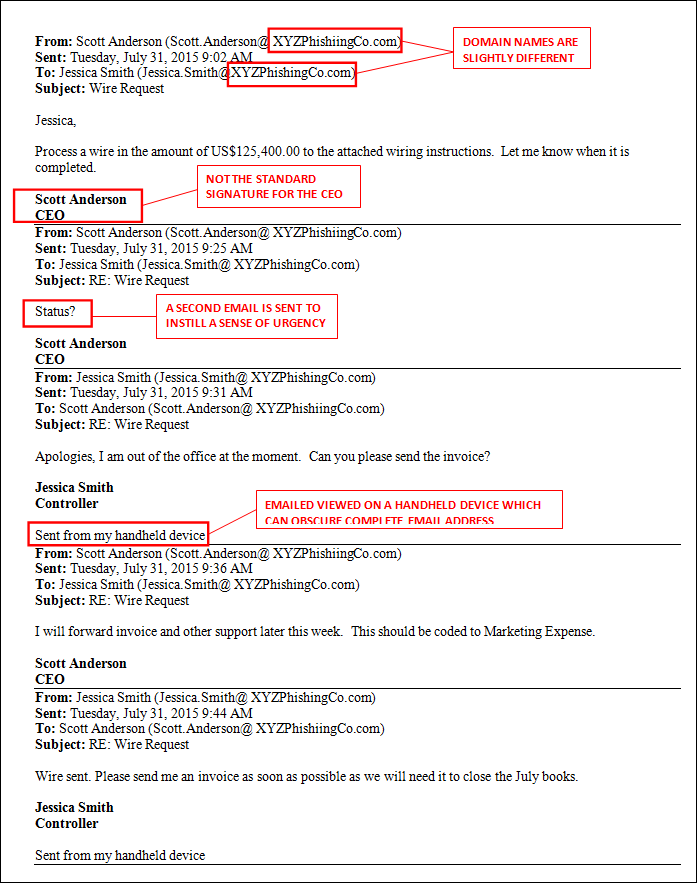 From: Scott Anderson (Scott.Anderson@ XYZPhishiingCo.com)
DOMAIN NAMES ARE
SLIGHTLY DIFFERENT
Sent: Tuesday, July 31, 2015 9:02 AM
To: Jessica Smith (Jessica.Smith@XYZPhishingCo.com)
Subject: Wire Request
Jessica,
Process a wire in the amount of US$125,400.00 to the attached wiring instructions. Let me know when it is
completed.
NOT THE STANDARD
SIGNATURE FOR THE CEO
Scott Anderson
CEO
From: Scott Anderson (Scott.Anderson@ XYZPhishiingCo.com)
Sent: Tuesday, July 31, 2015 9:25 AM
To: Jessica Smith (Jessica.Smith@ XYZPhishingCo.com)
Subject: RE: Wire Request
Status?
A SECOND EMAIL IS SENT TO
INSTILL A SENSE OF URGENCY
Scott Anderson
CEO
From: Jessica Smith (Jessica.Smith@ XYZPhishingCo.com)
Sent: Tuesday, July 31, 2015 9:31 AM
To: Scott Anderson (Scott.Anderson@ XYZPhishiingCo.com)
Subject: RE: Wire Request
Apologies, I am out of the office at the moment. Can you please send the invoice?
Jessica Smith
Controller
EMAILED VIEWED ON A HANDHELD DEVICE WHICH
CAN OBSCURE COMPLETE EMAIL ADDRESS
Sent from my handheld device
From: Scott Anderson (Scott.Anderson@ XYZPhishiingCo.com)
Sent: Tuesday, July 31, 2015 9:36 AM
To: Jessica Smith (Jessica.Smith@ XYZPhishingCo.com)
Subject: RE: Wire Request
I will forward invoice and other support later this week. This should be coded to Marketing Expense.
Scott Anderson
CEO
From: Jessica Smith (Jessica.Smith@ XYZPhishingCo.com)
Sent: Tuesday, July 31, 2015 9:44 AM
To: Scott Anderson (Scott.Anderson@ XYZPhishiingCo.com)
Subject: RE: Wire Request
Wire sent. Please send me an invoice as soon as possible as we will need it to close the July books.
Jessica Smith
Controller
Sent from my handheld device